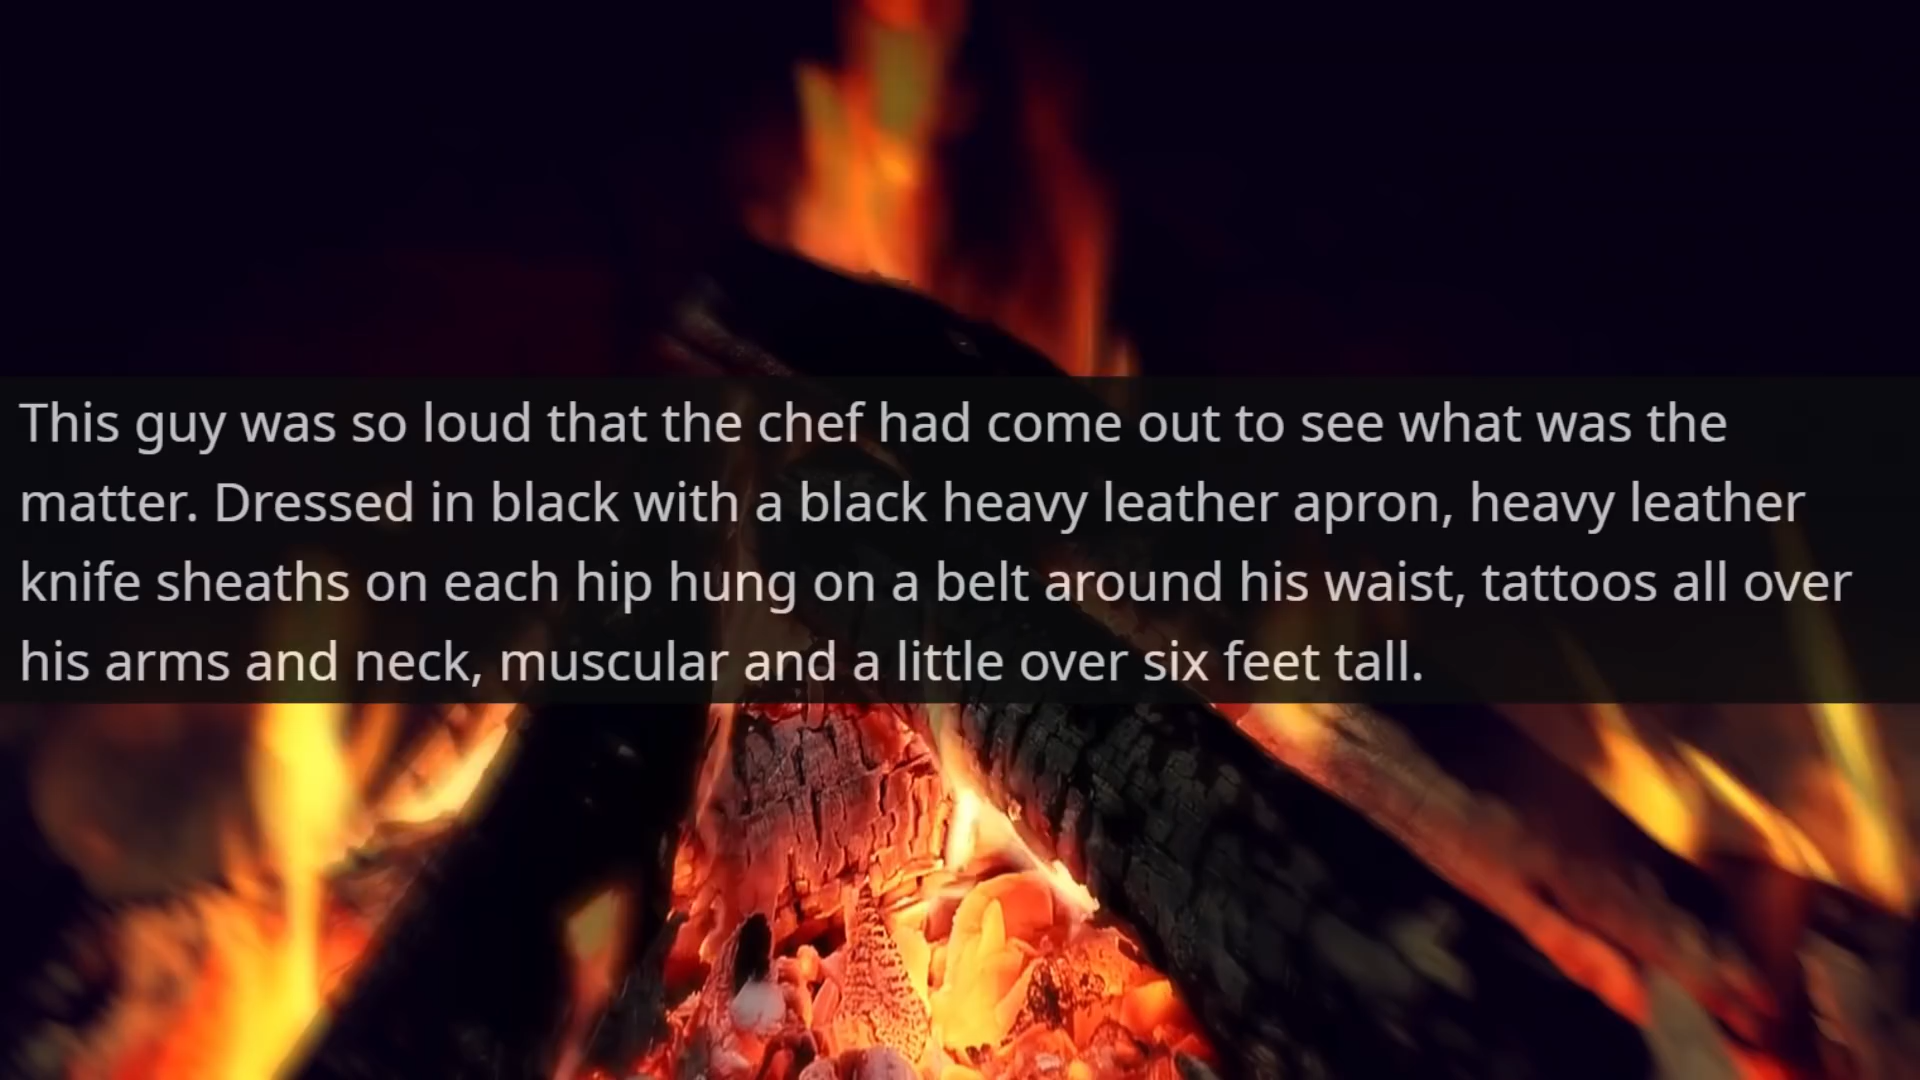 This guy was so loud that the chef had come out to see what was the
matter. Dressed in black with a black heavy leather apron, heavy leather
knife sheaths on each hip hung on a belt around his waist, tattoos all over
his arms and neck, muscular and a little over six feet tall.